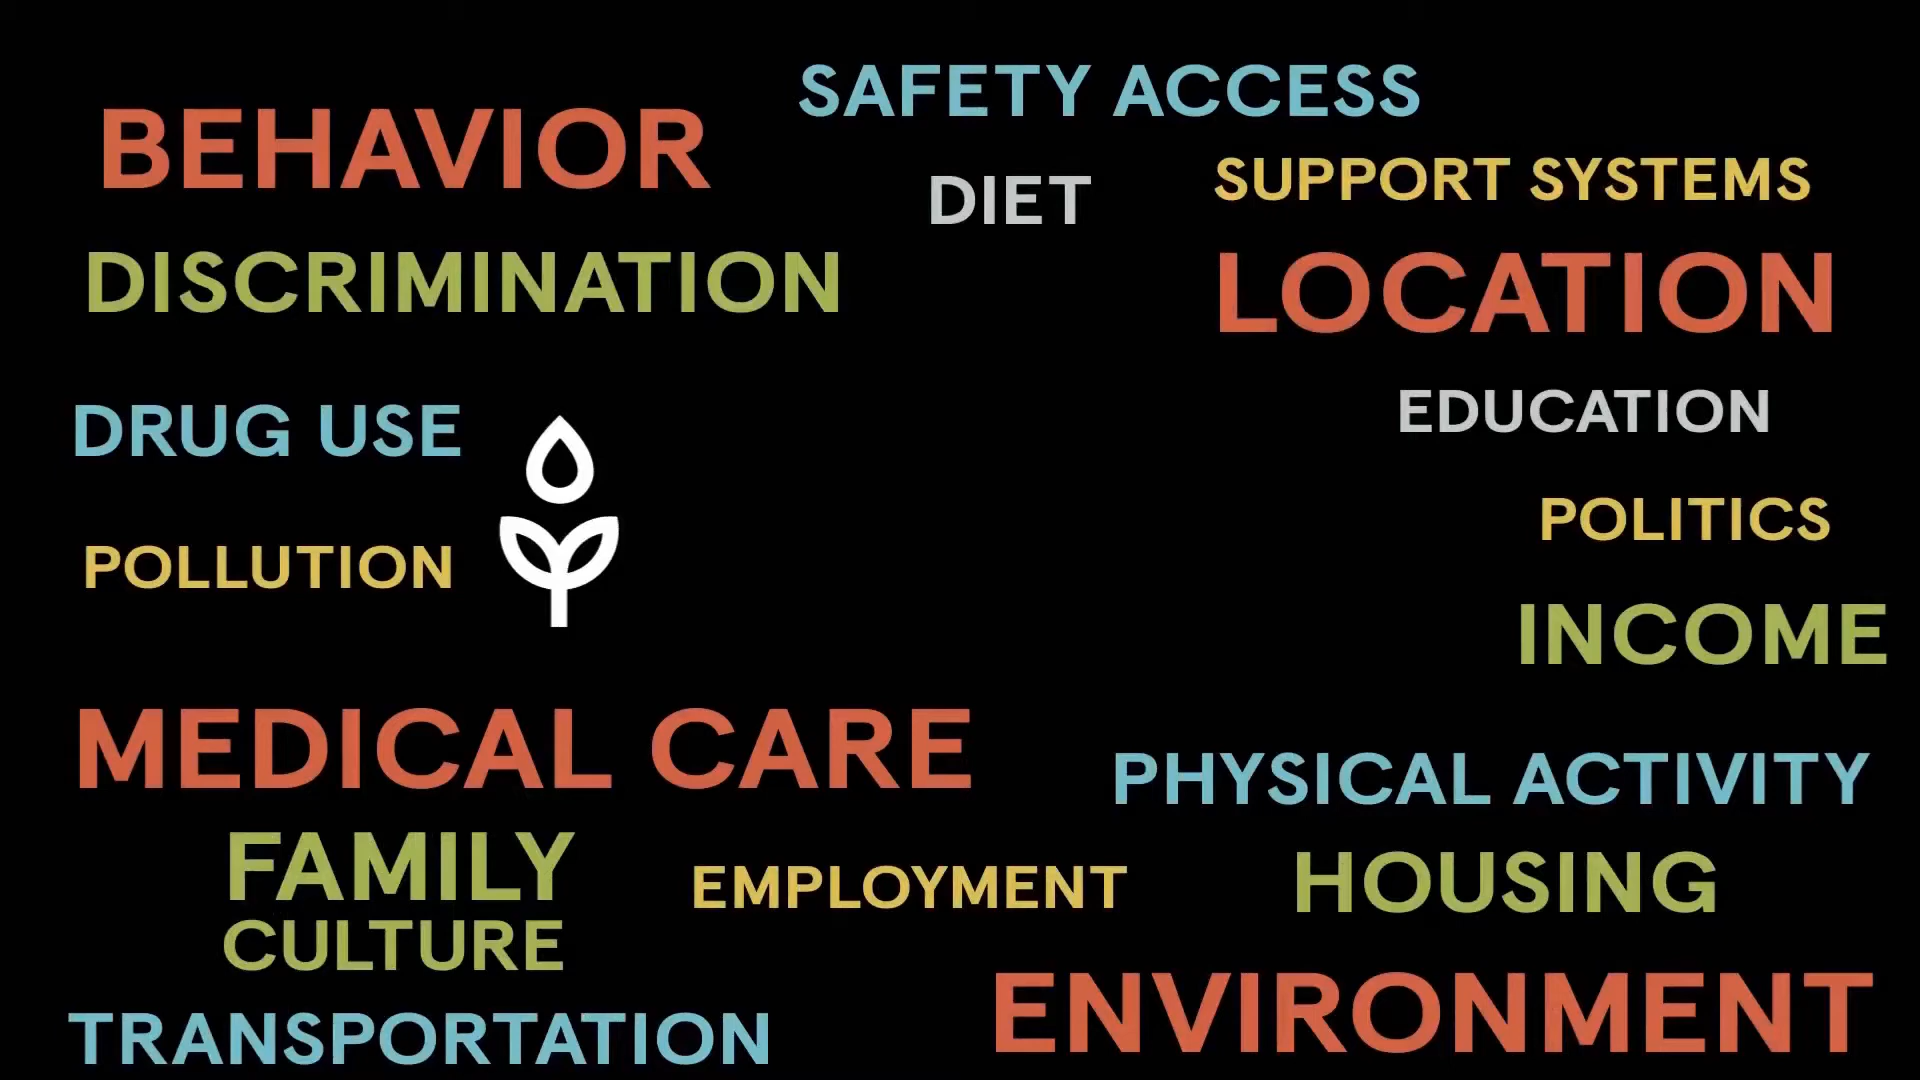 SAFETY ACCESS
BEHAVIOR
DIET
SUPPORT SYSTEMS
DISCRIMINATION
LOCATION
EDUCATION
DRUG USE
POLITICS
POLLUTION
INCOME
MEDICAL CARE
PHYSICAL ACTIVITY
FAMILY
EMPLOYMENT
HOUSING
CULTURE
ENVIRONMENT
TRANSPORTATION